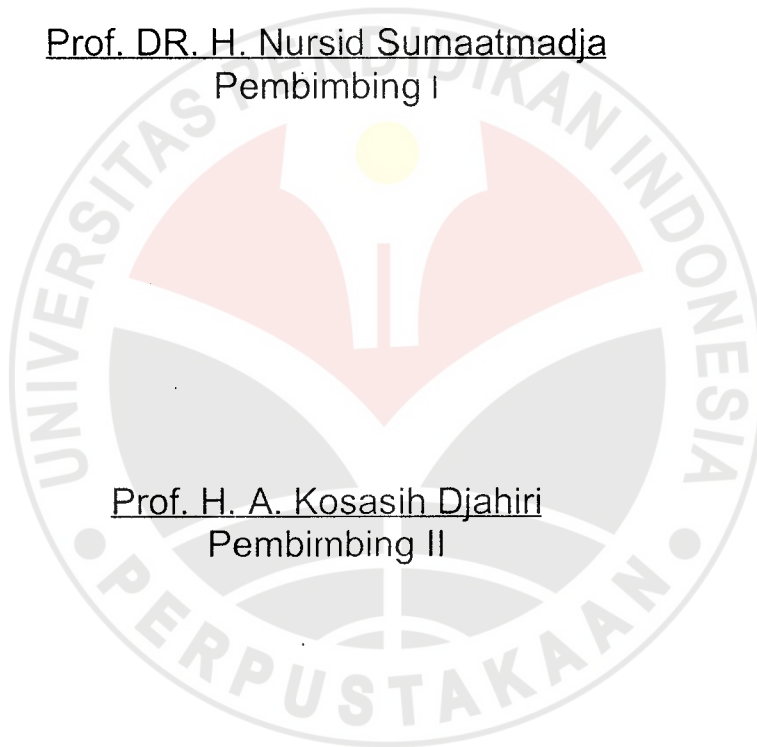 Prof. DR. H. Nursid Sumaatmadja
Pembimbing I
Prof. H. A. Kosasih Djahiri
Pembimbing II
UNIVERSITAS PENDIDIKAN INDONESIA
PERPUSTAKAAN